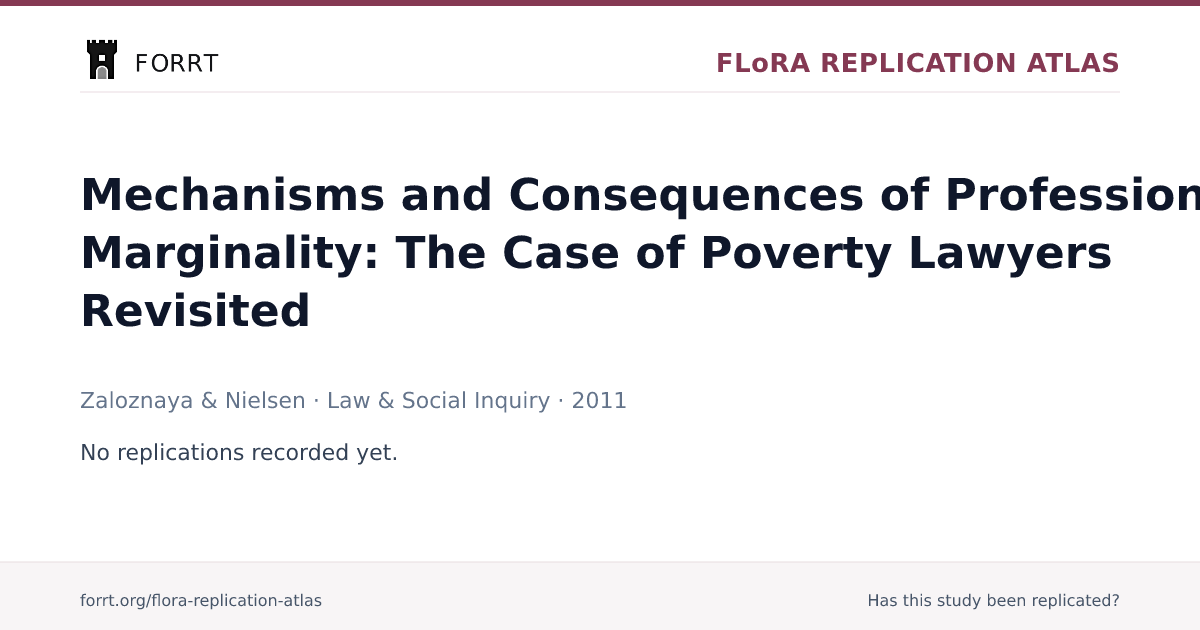 FORRT
FLoRA REPLICATION ATLAS
Mechanisms and Consequences of Profession
Marginality: The Case of Poverty Lawyers
Revisited
Zaloznaya & Nielsen · Law & Social Inquiry · 2011
No replications recorded yet.
forrt.org/flora-replication-atlas
Has this study been replicated?